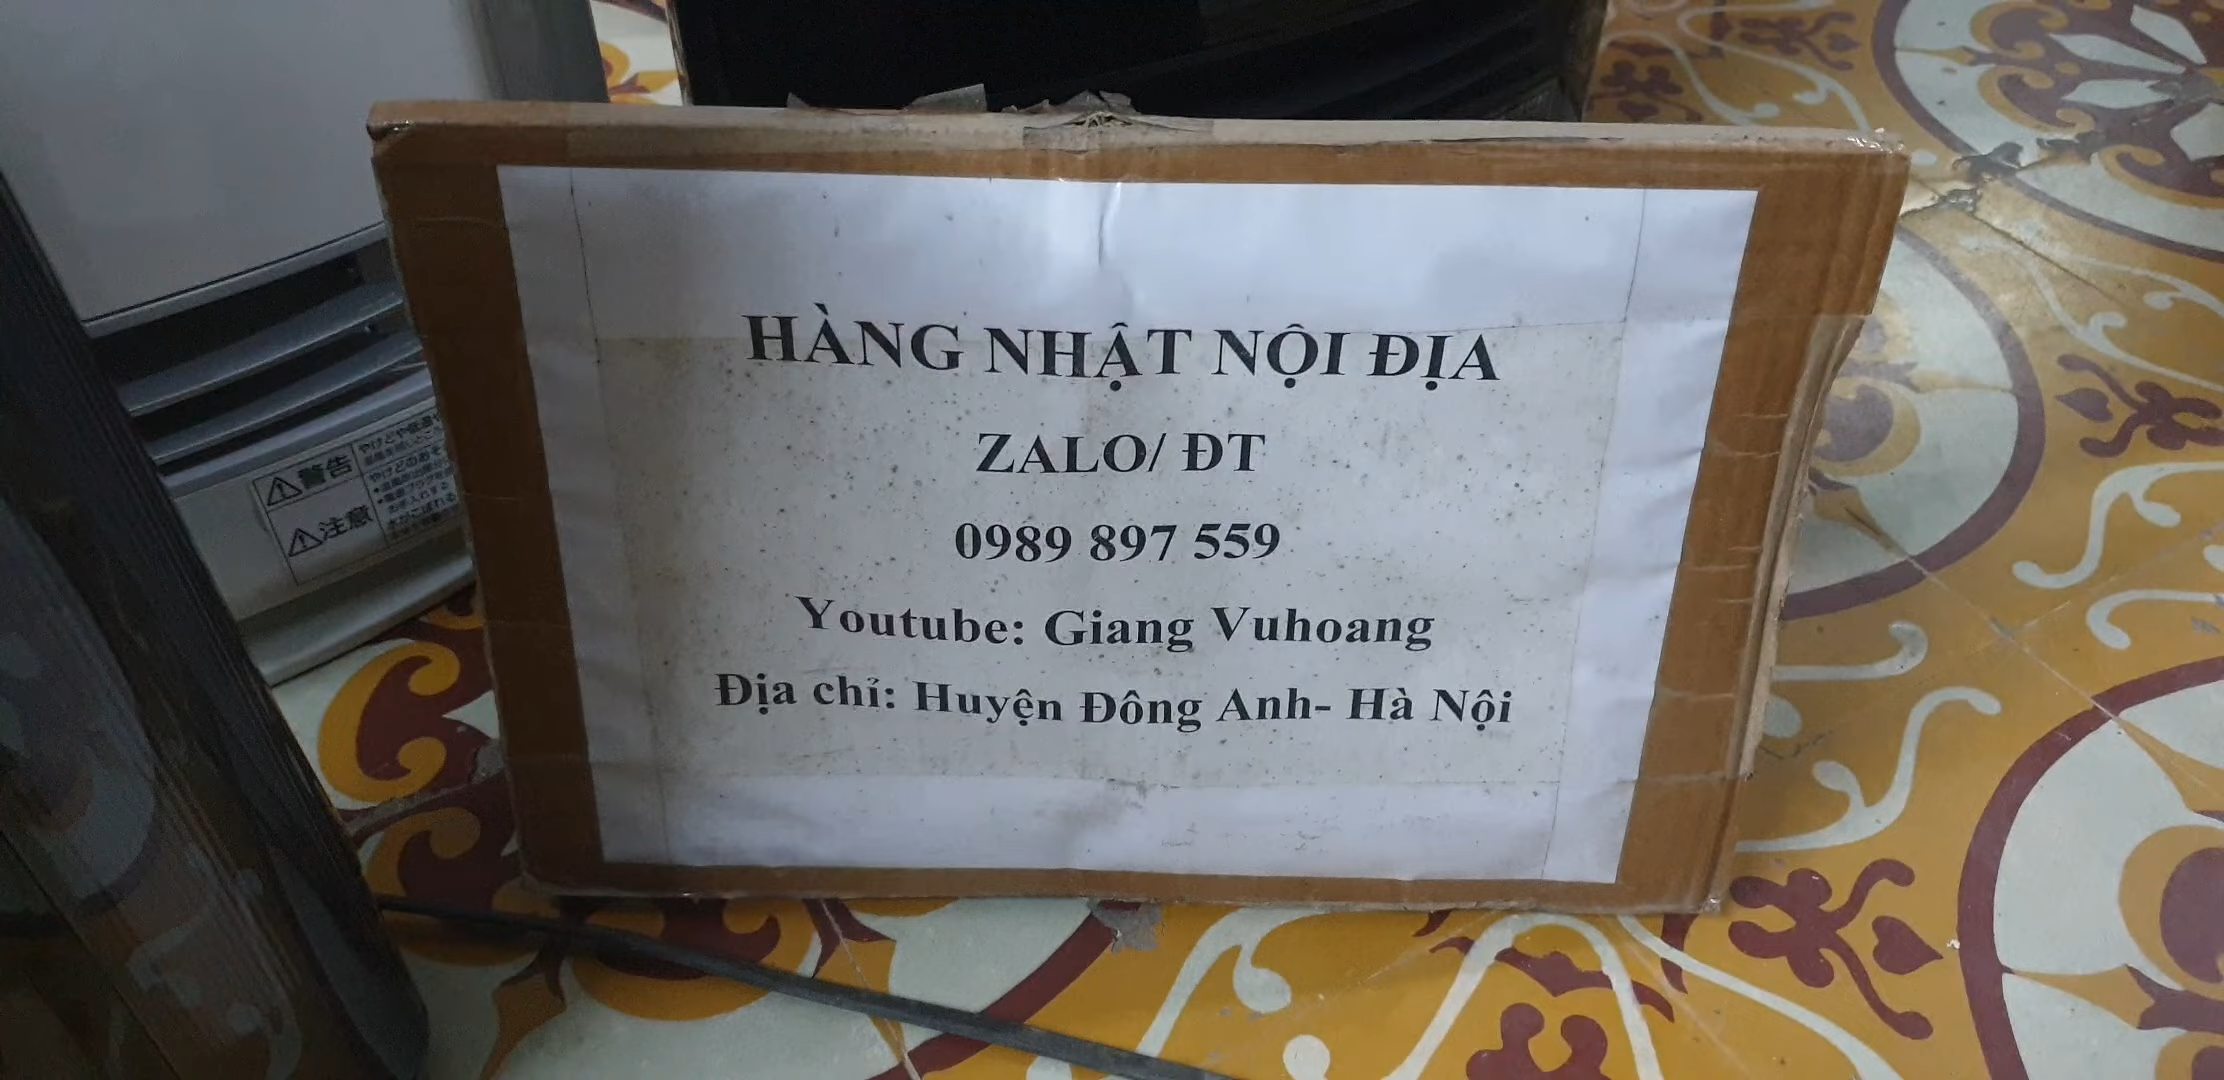 HÀNG NHẬT NỘI ĐỊA
ZALO/ ĐT
0989 897 559
Youtube: Giang Vuhoang
Địa chỉ: Huyện Đông Anh- Hà Nội
警告
注意